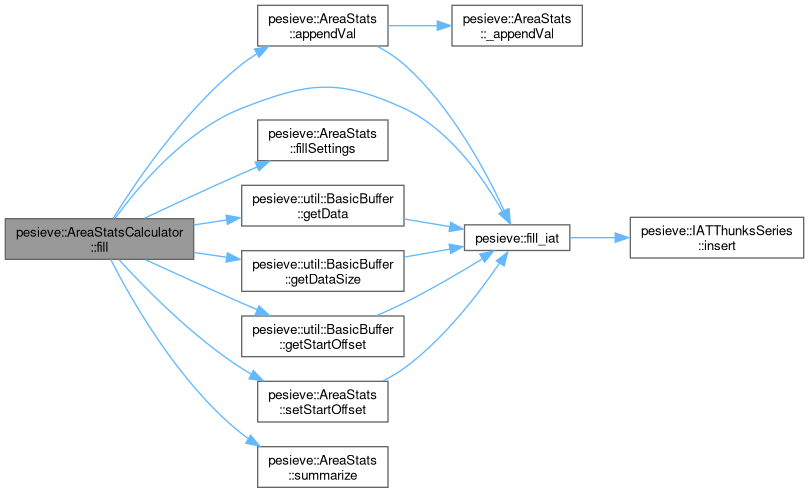 pesieve::AreaStatsCalculator
::fill
pesieve::AreaStats
::appendVal
pesieve::AreaStats
::_appendVal
pesieve::AreaStats
::fillSettings
pesieve::util::BasicBuffer
::getData
pesieve::util::BasicBuffer
::getDataSize
pesieve::util::BasicBuffer
::getStartOffset
pesieve::AreaStats
::setStartOffset
pesieve::AreaStats
::summarize
pesieve::fill_iat
pesieve::IATThunksSeries
::insert